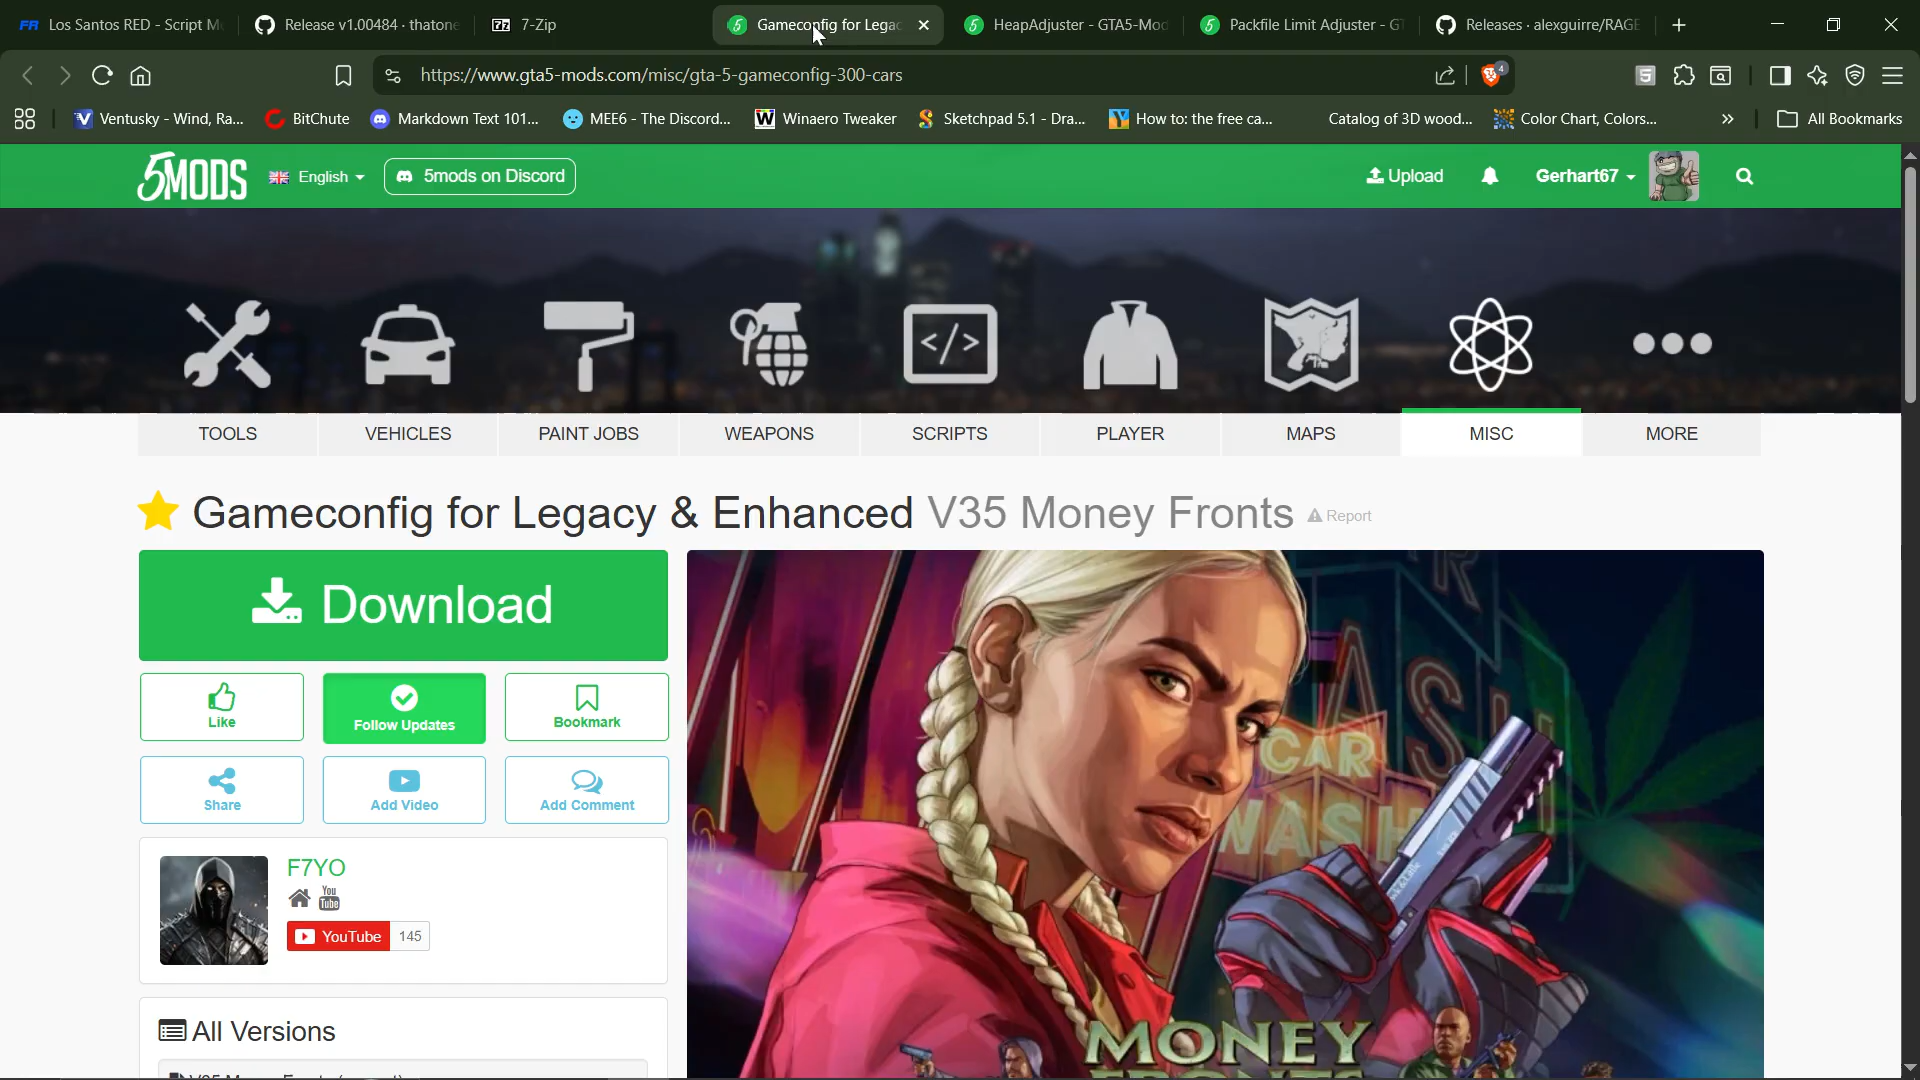 Los Santos RED - Script M
Release v1.00484 · thatone
7-Zip
Gameconfig for Legac
HeapAdjuster - GTA5-Mod
Packfile Limit Adjuster - GT
Releases · alexguirre/RAGE
https://www.gta5-mods.com/misc/gta-5-gameconfig-300-cars
4
Ventusky - Wind, Ra...
BitChute
Markdown Text 101...
MEE6 - The Discord...
Winaero Tweaker
Sketchpad 5.1 - Dra...
How to: the free ca...
Catalog of 3D wood...
Color Chart, Colors...
All Bookmarks
5MODS
English
5mods on Discord
Upload
Gerhart67
TOOLS
VEHICLES
PAINT JOBS
WEAPONS
SCRIPTS
PLAYER
MAPS
MISC
MORE
Gameconfig for Legacy & Enhanced V35 Money Fronts
Report
Download
Like
Follow Updates
Bookmark
Share
Add Video
Add Comment
F7YO
You
Tube
YouTube 145
All Versions
CAR
WASH
MONEY
FRONTS